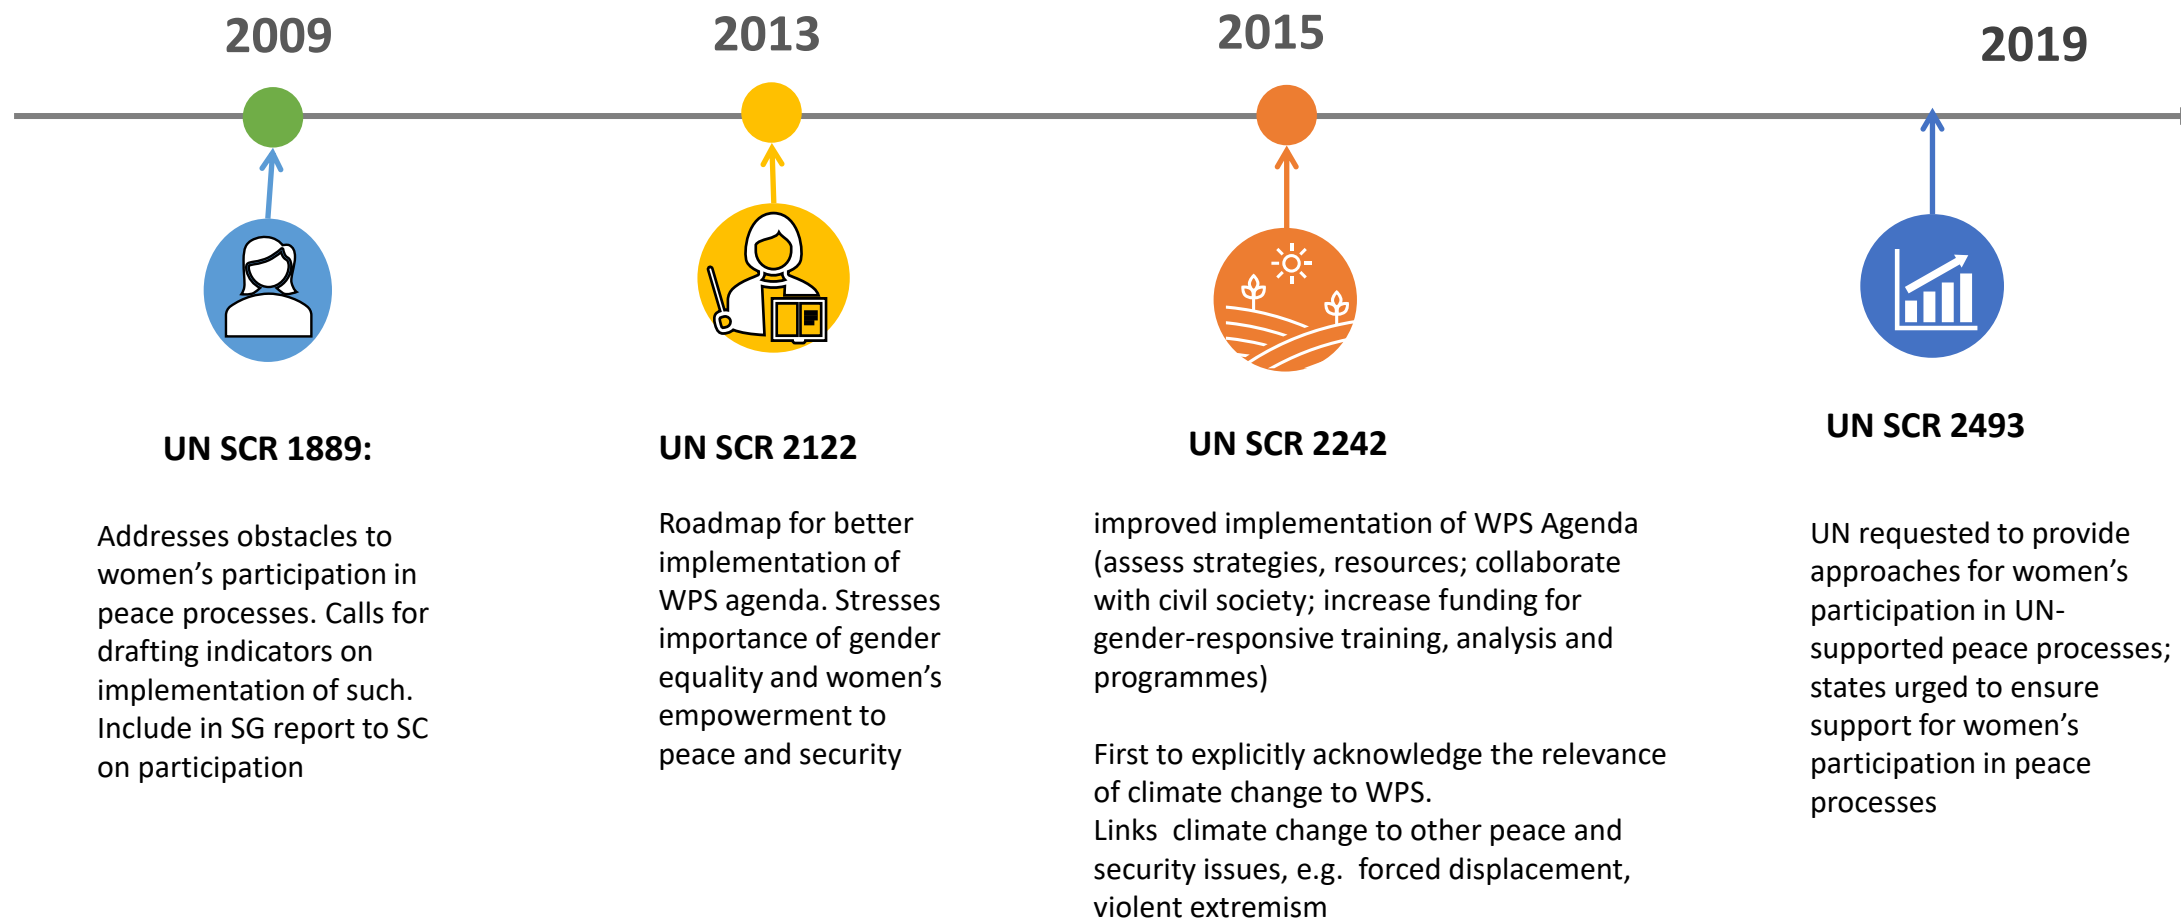 2009
2013
2015
2019
UN SCR 1889:
Addresses obstacles to
women’s participation in
peace processes. Calls for
drafting indicators on
implementation of such.
Include in SG report to SC
on participation
UN SCR 2122
Roadmap for better
implementation of
WPS agenda. Stresses
importance of gender
equality and women’s
empowerment to
peace and security
UN SCR 2242
improved implementation of WPS Agenda
(assess strategies, resources; collaborate
with civil society; increase funding for
gender-responsive training, analysis and
programmes)
First to explicitly acknowledge the relevance
of climate change to WPS.
Links  climate change to other peace and
security issues, e.g.  forced displacement,
violent extremism
UN SCR 2493
UN requested to provide
approaches for women’s
participation in UN-
supported peace processes;
states urged to ensure
support for women’s
participation in peace
processes